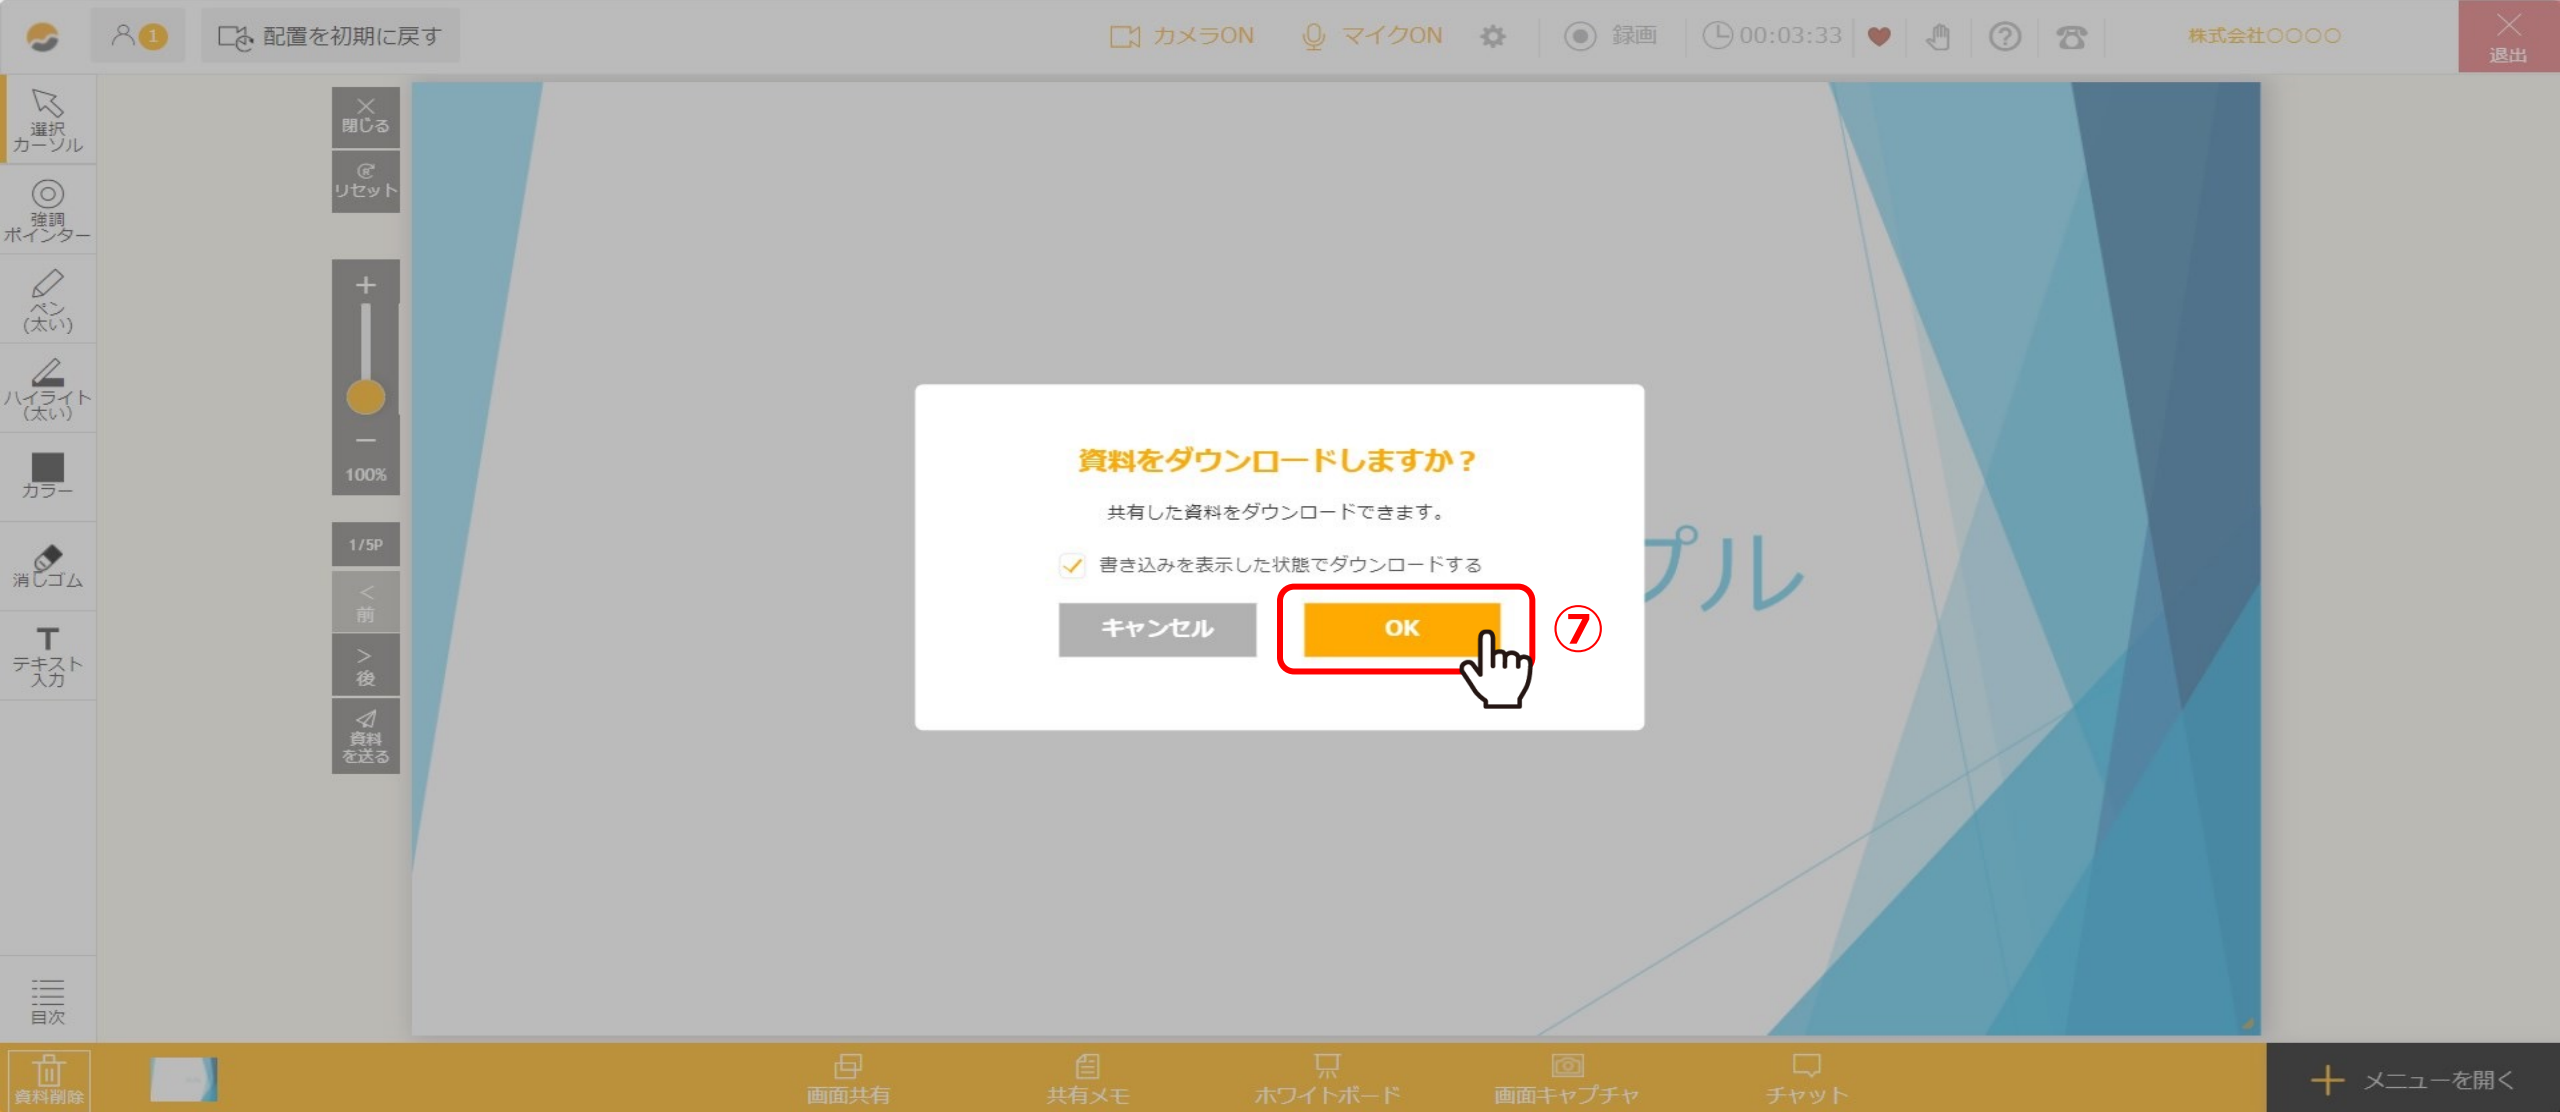 1
配置を初期に戻す
カメラON
マイクON
録画
00:03:33
株式会社〇〇〇〇
退出
選択
カーソル
強調
ポインター
ペン
(太い)
ハイライト
(太い)
カラー
消しゴム
テキスト
入力
目次
閉じる
リセット
100%
1/5P
<
前
>
後
資料
を送る
プル
資料をダウンロードしますか？
共有した資料をダウンロードできます。
書き込みを表示した状態でダウンロードする
キャンセル
OK
⑦
資料削除
画面共有
共有メモ
ホワイトボード
画面キャプチャ
チャット
メニューを開く